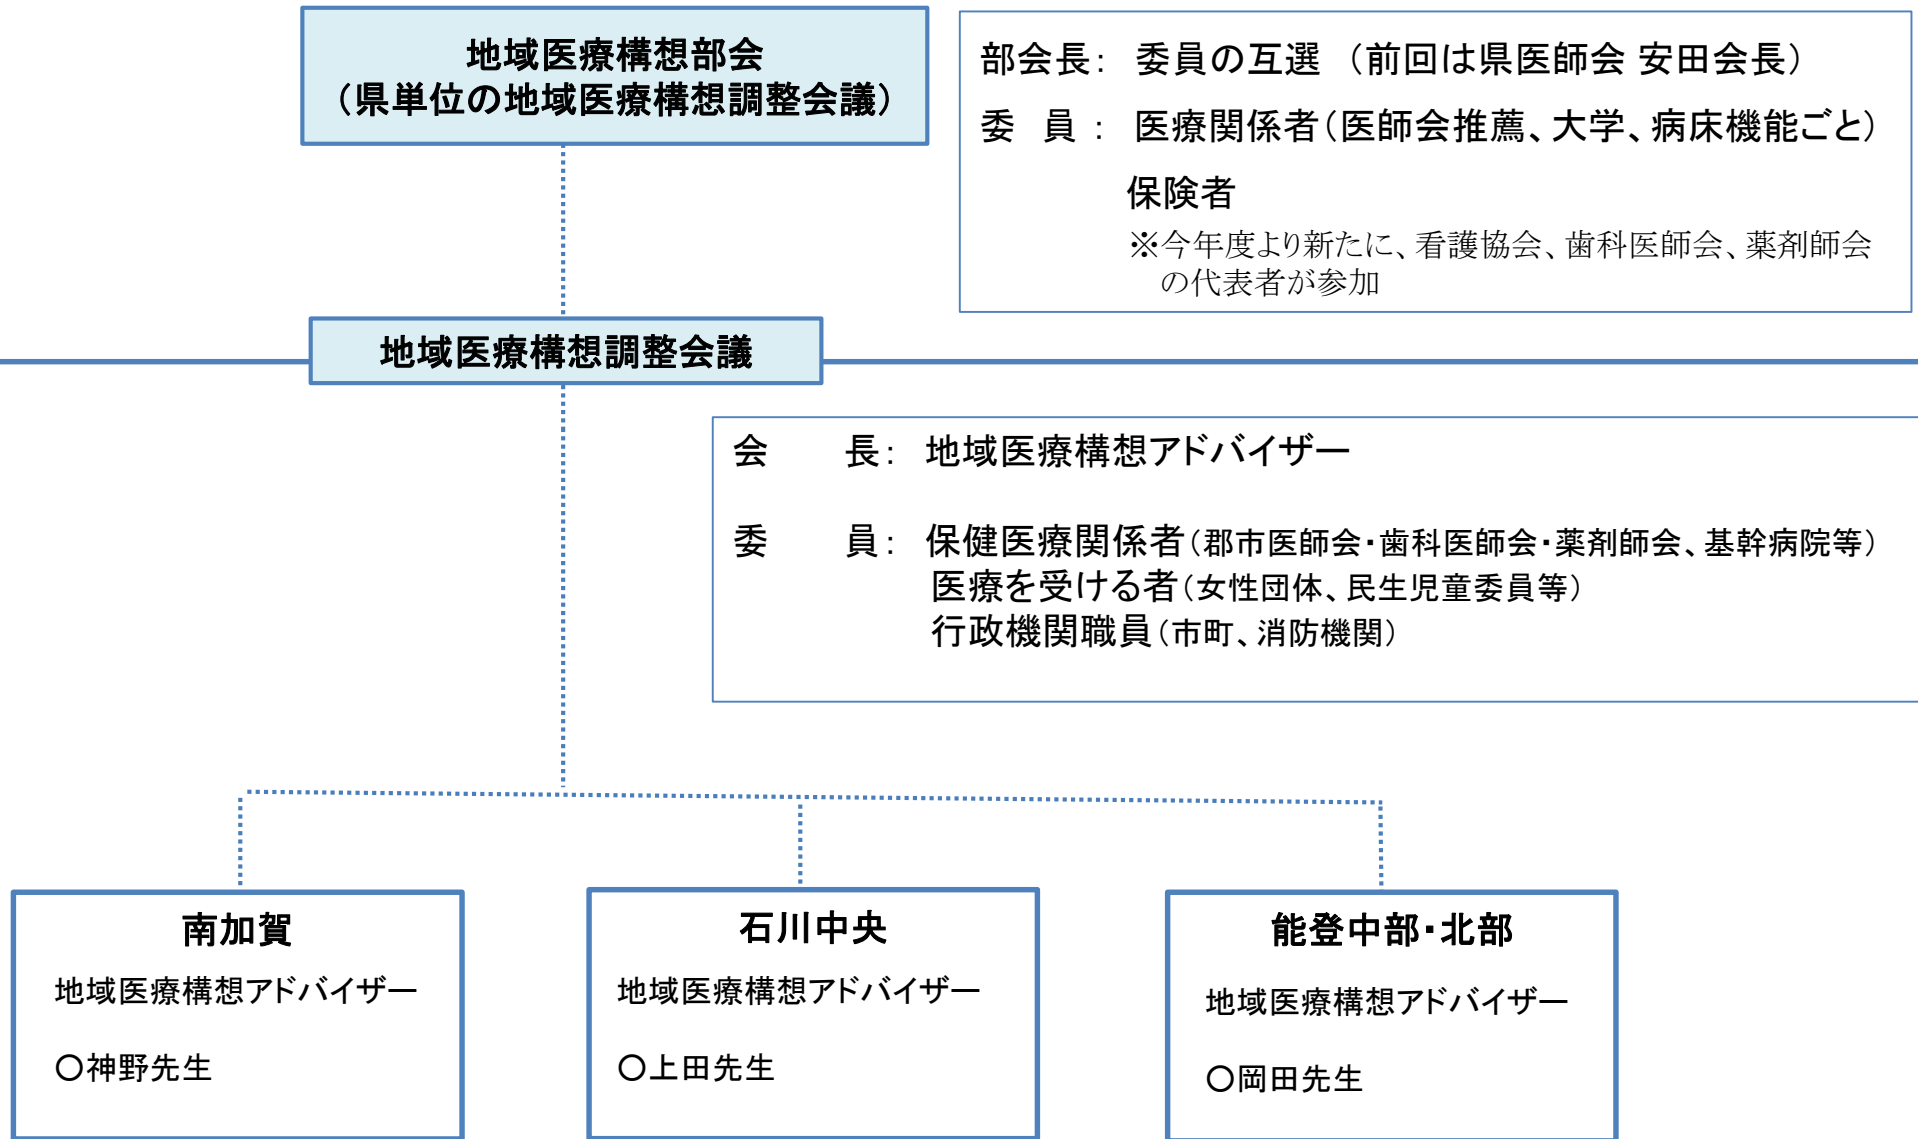 地域医療構想部会
（県単位の地域医療構想調整会議）
部会長： 委員の互選 （前回は県医師会 安田会長）
委　員： 医療関係者（医師会推薦、大学、病床機能ごと）
保険者
※今年度より新たに、看護協会、歯科医師会、薬剤師会
の代表者が参加
地域医療構想調整会議
会　　長： 地域医療構想アドバイザー
委　　員： 保健医療関係者（郡市医師会・歯科医師会・薬剤師会、基幹病院等）
医療を受ける者（女性団体、民生児童委員等）
行政機関職員（市町、消防機関）
南加賀
地域医療構想アドバイザー
〇神野先生
石川中央
地域医療構想アドバイザー
〇上田先生
能登中部・北部
地域医療構想アドバイザー
〇岡田先生